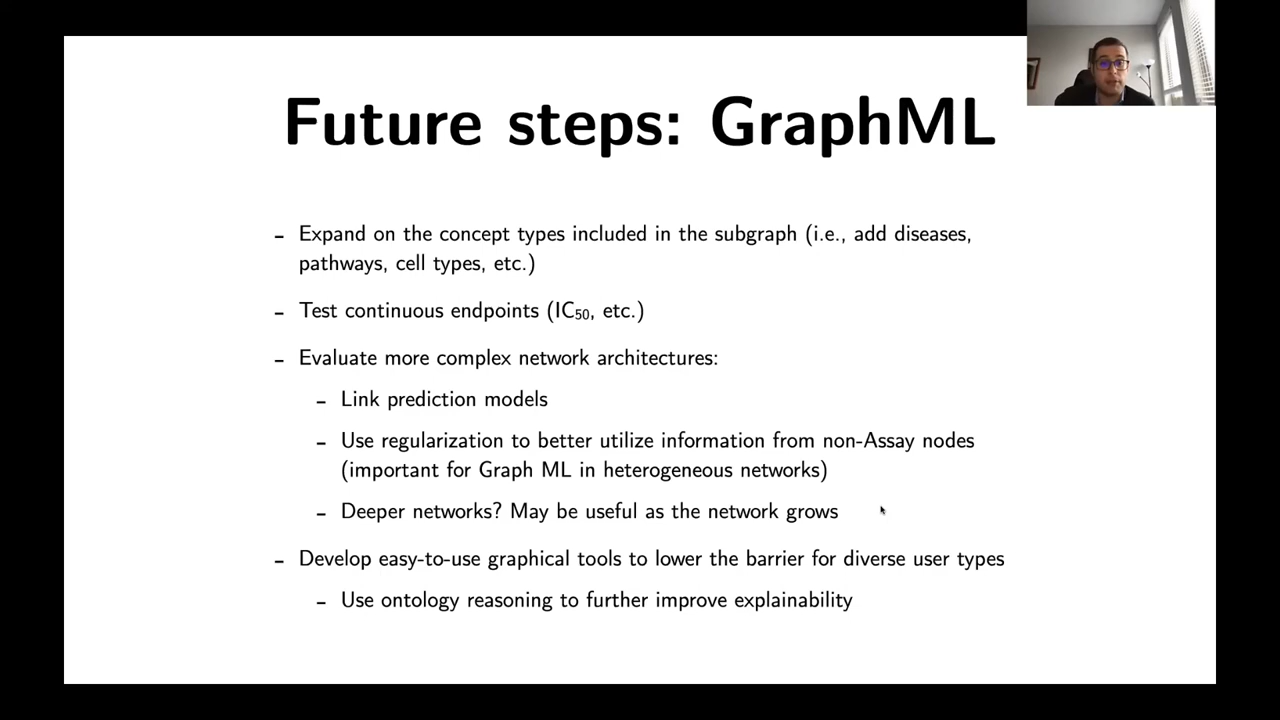 Future steps: GraphML
- Expand on the concept types included in the subgraph (i.e., add diseases,
pathways, cell types, etc.)
- Test continuous endpoints (IC₅₀, etc.)
- Evaluate more complex network architectures:
- Link prediction models
- Use regularization to better utilize information from non-Assay nodes
(important for Graph ML in heterogeneous networks)
- Deeper networks? May be useful as the network grows
- Develop easy-to-use graphical tools to lower the barrier for diverse user types
- Use ontology reasoning to further improve explainability